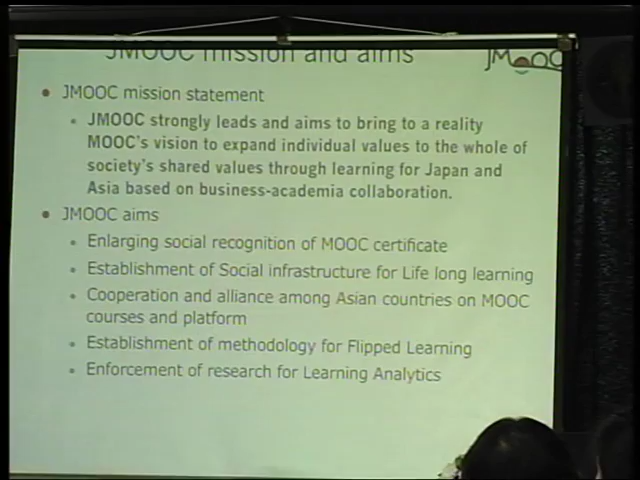 JMOOC mission and aims
JMOOC
• JMOOC mission statement
• JMOOC strongly leads and aims to bring to a reality
MOOC's vision to expand individual values to the whole of
society's shared values through learning for Japan and
Asia based on business-academia collaboration.
• JMOOC aims
• Enlarging social recognition of MOOC certificate
• Establishment of Social infrastructure for Life long learning
• Cooperation and alliance among Asian countries on MOOC
courses and platform
• Establishment of methodology for Flipped Learning
• Enforcement of research for Learning Analytics